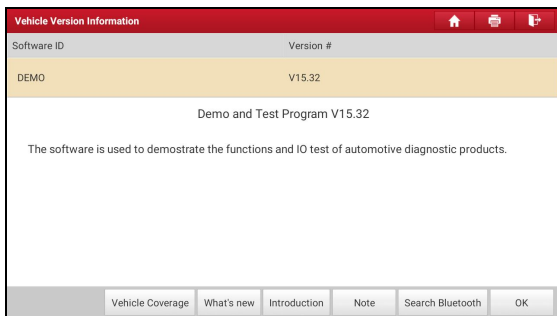 Vehicle Version Information
Software ID Version #
DEMO V15.32
Demo and Test Program V15.32
The software is used to demostrate the functions and IO test of automotive diagnostic products.
Vehicle Coverage What's new Introduction Note Search Bluetooth OK